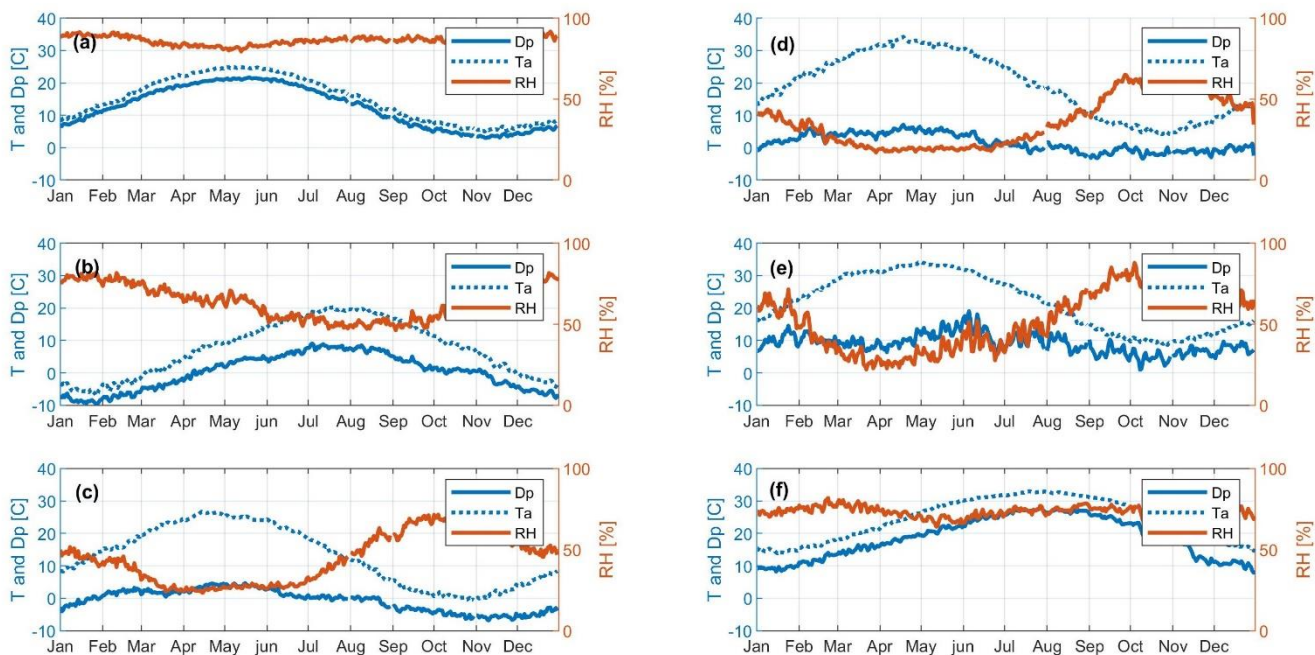 (a)
T and Dp [C]
40
30
20
10
0
-10
Dp
Ta
RH
100
50
0
RH [%]
Jan Feb Mar Apr May jun Jul Aug Sep Oct Nov Dec
(d)
T and Dp [C]
40
30
20
10
0
-10
Dp
Ta
RH
100
50
0
RH [%]
Jan Feb Mar Apr May jun Jul Aug Sep Oct Nov Dec
(b)
T and Dp [C]
40
30
20
10
0
-10
Dp
Ta
RH
100
50
0
RH [%]
Jan Feb Mar Apr May jun Jul Aug Sep Oct Nov Dec
(e)
T and Dp [C]
40
30
20
10
0
-10
Dp
Ta
RH
100
50
0
RH [%]
Jan Feb Mar Apr May jun Jul Aug Sep Oct Nov Dec
(c)
T and Dp [C]
40
30
20
10
0
-10
Dp
Ta
RH
100
50
0
RH [%]
Jan Feb Mar Apr May jun Jul Aug Sep Oct Nov Dec
(f)
T and Dp [C]
40
30
20
10
0
-10
Dp
Ta
RH
100
50
0
RH [%]
Jan Feb Mar Apr May jun Jul Aug Sep Oct Nov Dec